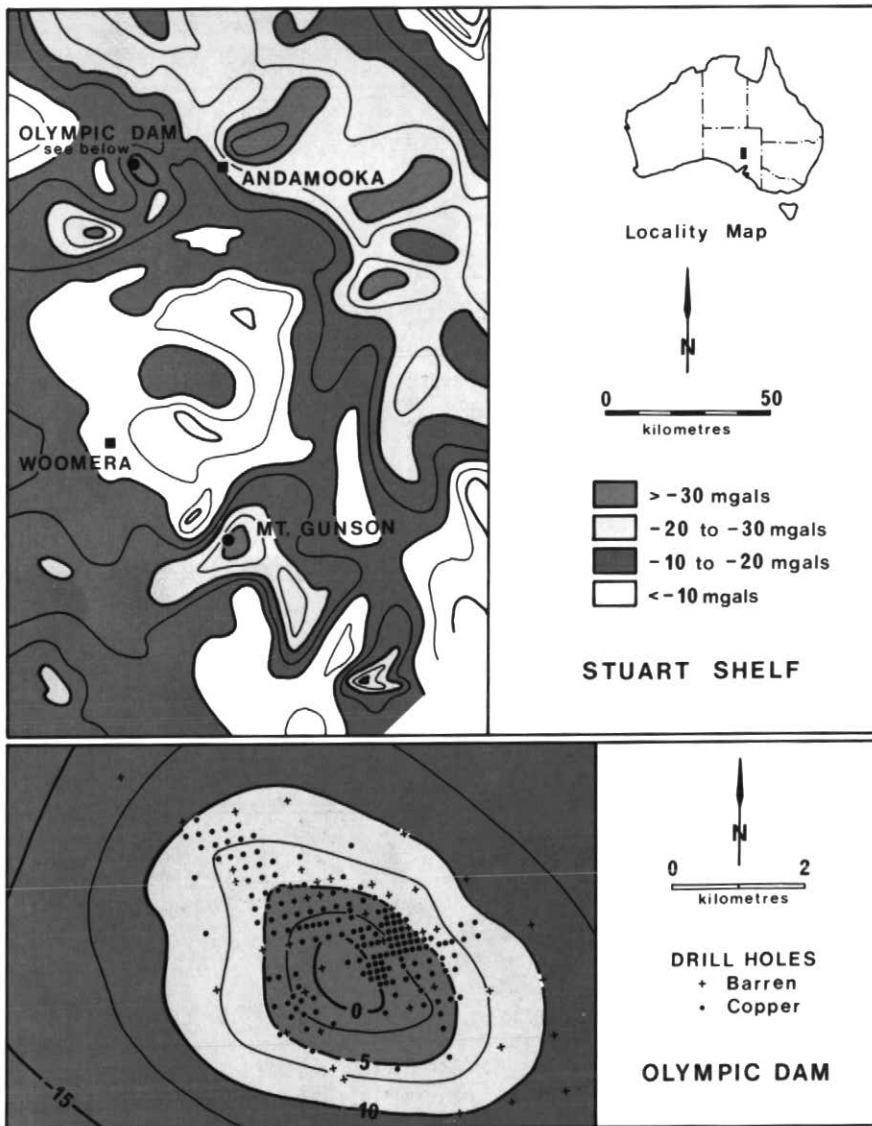 OLYMPIC DAM
see below
ANDAMOOKA
WOOMERA
MT. GUNSON
Locality Map
N
0 50
kilometres
> -30 mgals
-20 to -30 mgals
-10 to -20 mgals
< -10 mgals
STUART SHELF
-15
-10
-5
0
N
0 2
kilometres
DRILL HOLES
+ Barren
• Copper
OLYMPIC DAM